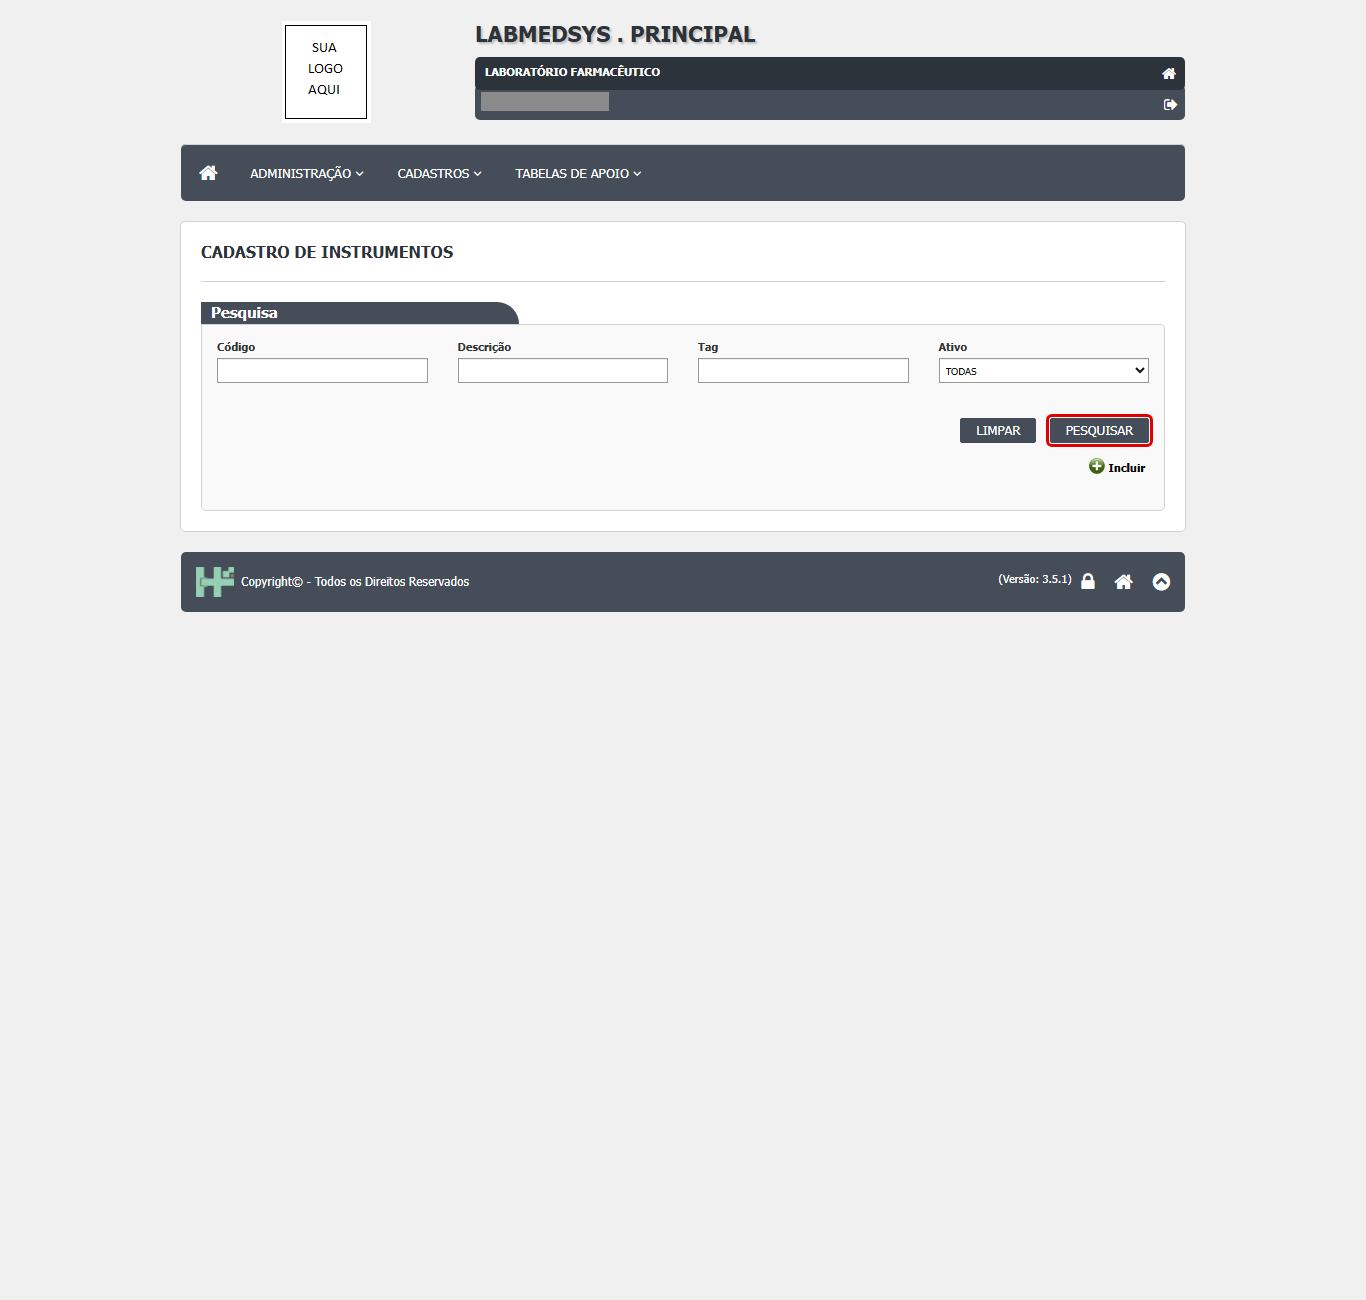 SUA
LOGO
AQUI
LABMEDSYS . PRINCIPAL
LABORATÓRIO FARMACÊUTICO
ADMINISTRAÇÃO CADASTROS TABELAS DE APOIO
CADASTRO DE INSTRUMENTOS
Pesquisa
Código Descrição Tag Ativo
TODAS
LIMPAR PESQUISAR
Incluir
Copyright© - Todos os Direitos Reservados (Versão: 3.5.1)